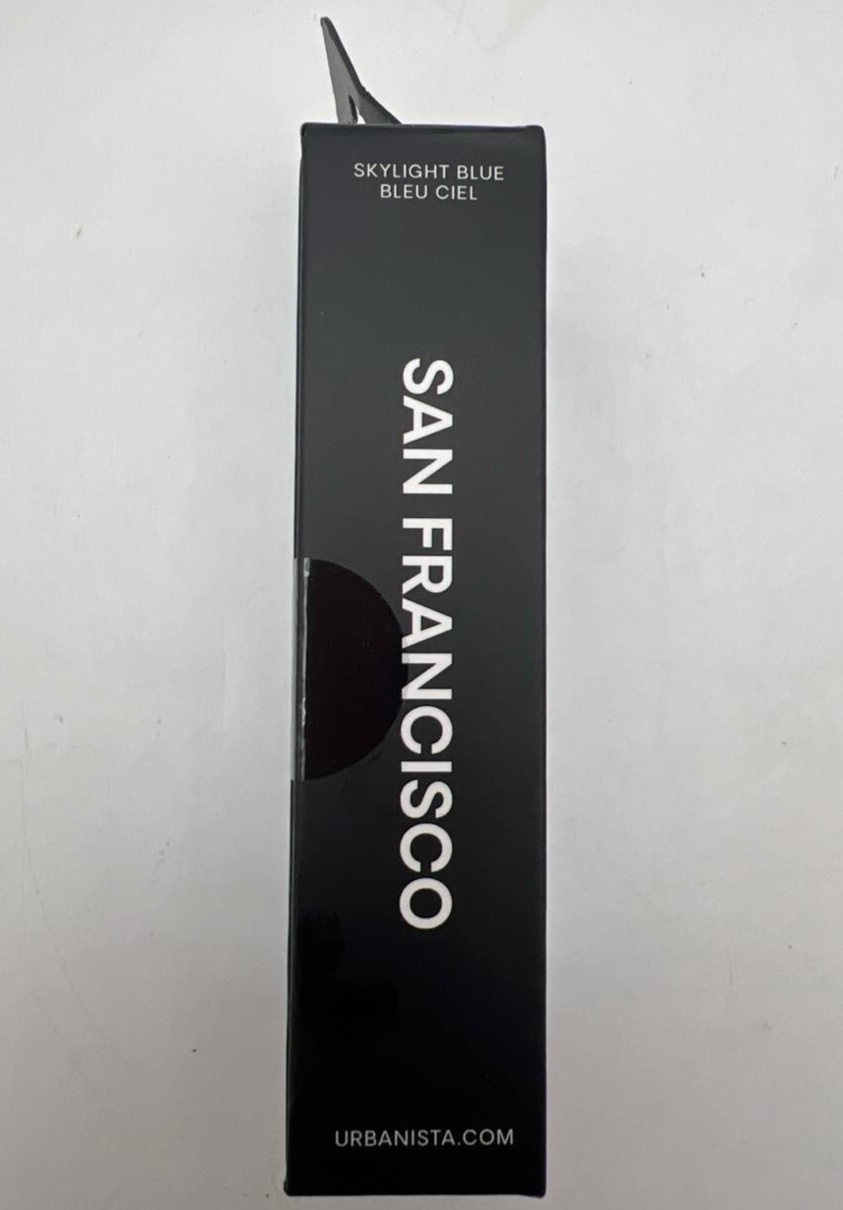 SKYLIGHT BLUE
BLEU CIEL
SAN FRANCISCO
URBANISTA.COM